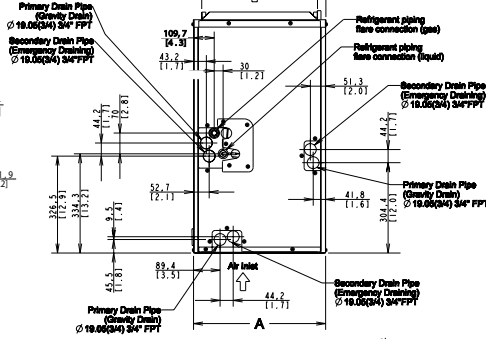 Primary Drain Pipe
(Gravity Drain)
Ø 19.05(3/4) 3/4" FPT
Secondary Drain Pipe
(Emergency Draining)
Ø 19.05(3/4) 3/4" FPT
109,7
[4.3]
43,2
[1.7]
30
[1.2]
Refrigerant piping
flare connection (gas)
Refrigerant piping
flare connection (liquid)
51,3
[2.0]
Secondary Drain Pipe
(Emergency Draining)
Ø 19.05(3/4) 3/4"FPT
44,2
[1.7]
70
[2.8]
44,2
[1.7]
326,5
[12.9]
334,3
[13.2]
52,7
[2.1]
9,5
[.4]
45,5
[1.8]
89,4
[3.5]
41,8
[1.6]
304,4
[12.0]
Primary Drain Pipe
(Gravity Drain)
Ø 19.05(3/4) 3/4"FPT
Air Inlet
44,2
[1.7]
Secondary Drain Pipe
(Emergency Draining)
Ø 19.05(3/4) 3/4"FPT
Primary Drain Pipe
(Gravity Drain)
Ø 19.05(3/4) 3/4"FPT
A